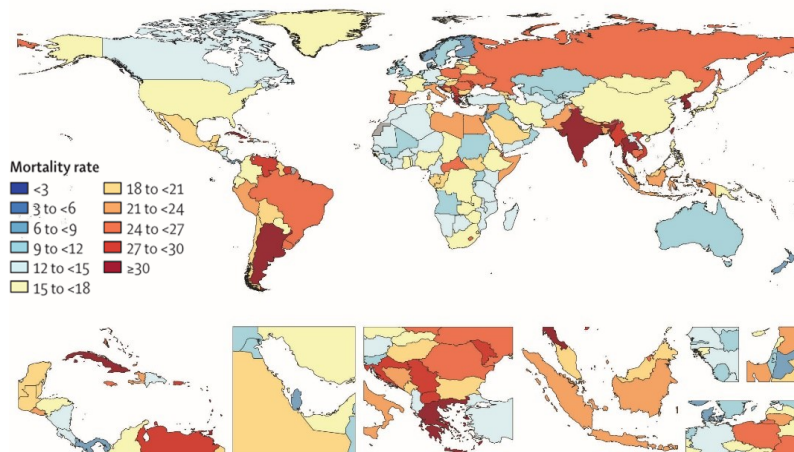 Mortality rate
<3
3 to <6
6 to <9
9 to <12
12 to <15
15 to <18
18 to <21
21 to <24
24 to <27
27 to <30
≥30